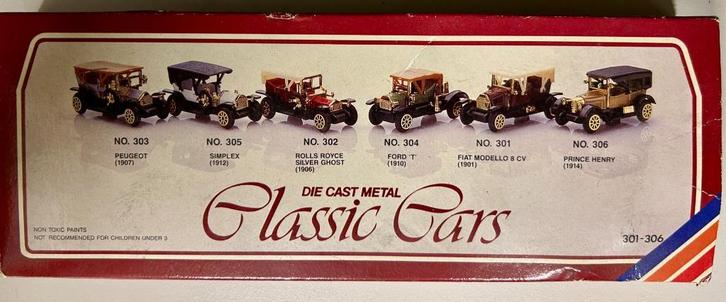 NO. 303 NO. 305 NO. 302 NO. 304 NO. 301 NO. 306
PEUGEOT SIMPLEX ROLLS ROYCE FORD 'T' FIAT MODELLO 8 CV PRINCE HENRY
(1907) (1912) SILVER GHOST (1910) (1901) (1914)
(1906)
DIE CAST METAL
Classic Cars
NON TOXIC PAINTS
NOT RECOMMENDED FOR CHILDREN UNDER 3
301-306